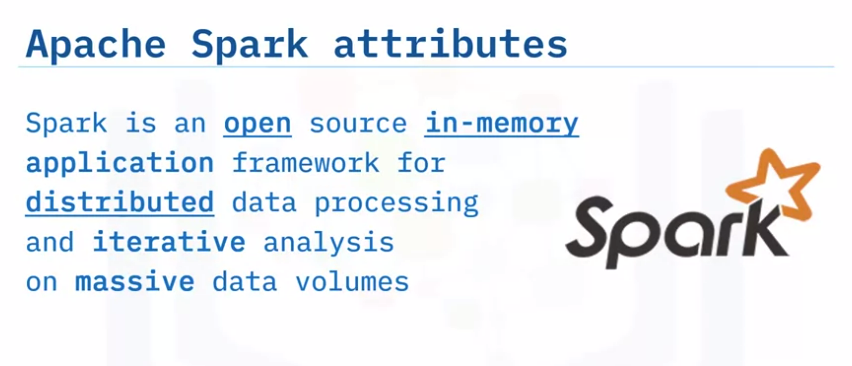 Apache Spark attributes
Spark is an open source in-memory
application framework for
distributed data processing
and iterative analysis
on massive data volumes
Spark